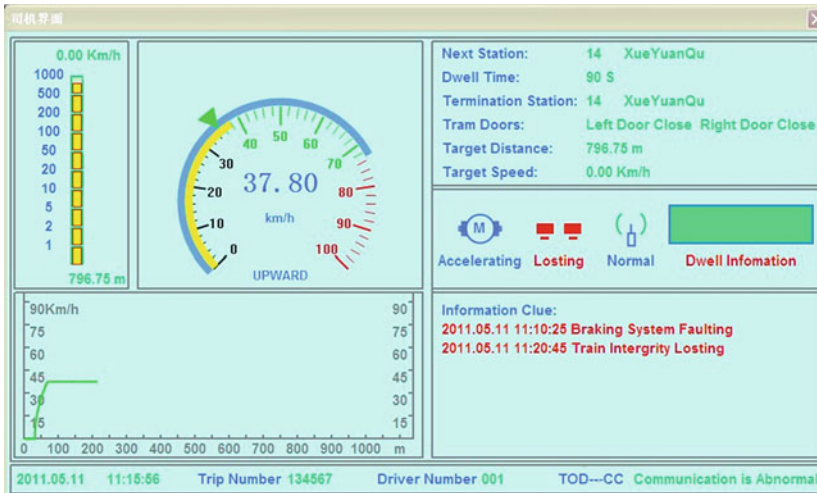 司机界面
0.00 Km/h
1000
500
200
100
50
20
10
5
2
1
796.75 m
0
10
20
30
40
50
60
70
80
90
100
37.80
km/h
UPWARD
Next Station: 14 XueYuanQu
Dwell Time: 90 S
Termination Station: 14 XueYuanQu
Tram Doors: Left Door Close Right Door Close
Target Distance: 796.75 m
Target Speed: 0.00 Km/h
M
Accelerating Losting Normal Dwell Infomation
90Km/h 90
75 75
60 60
45 45
30 30
15 15
0 100 200 300 400 500 600 700 800 900 1000 m
Information Clue:
2011.05.11 11:10:25 Braking System Faulting
2011.05.11 11:20:45 Train Intergrity Losting
2011.05.11 11:15:56 Trip Number 134567 Driver Number 001 TOD---CC Communication is Abnormal